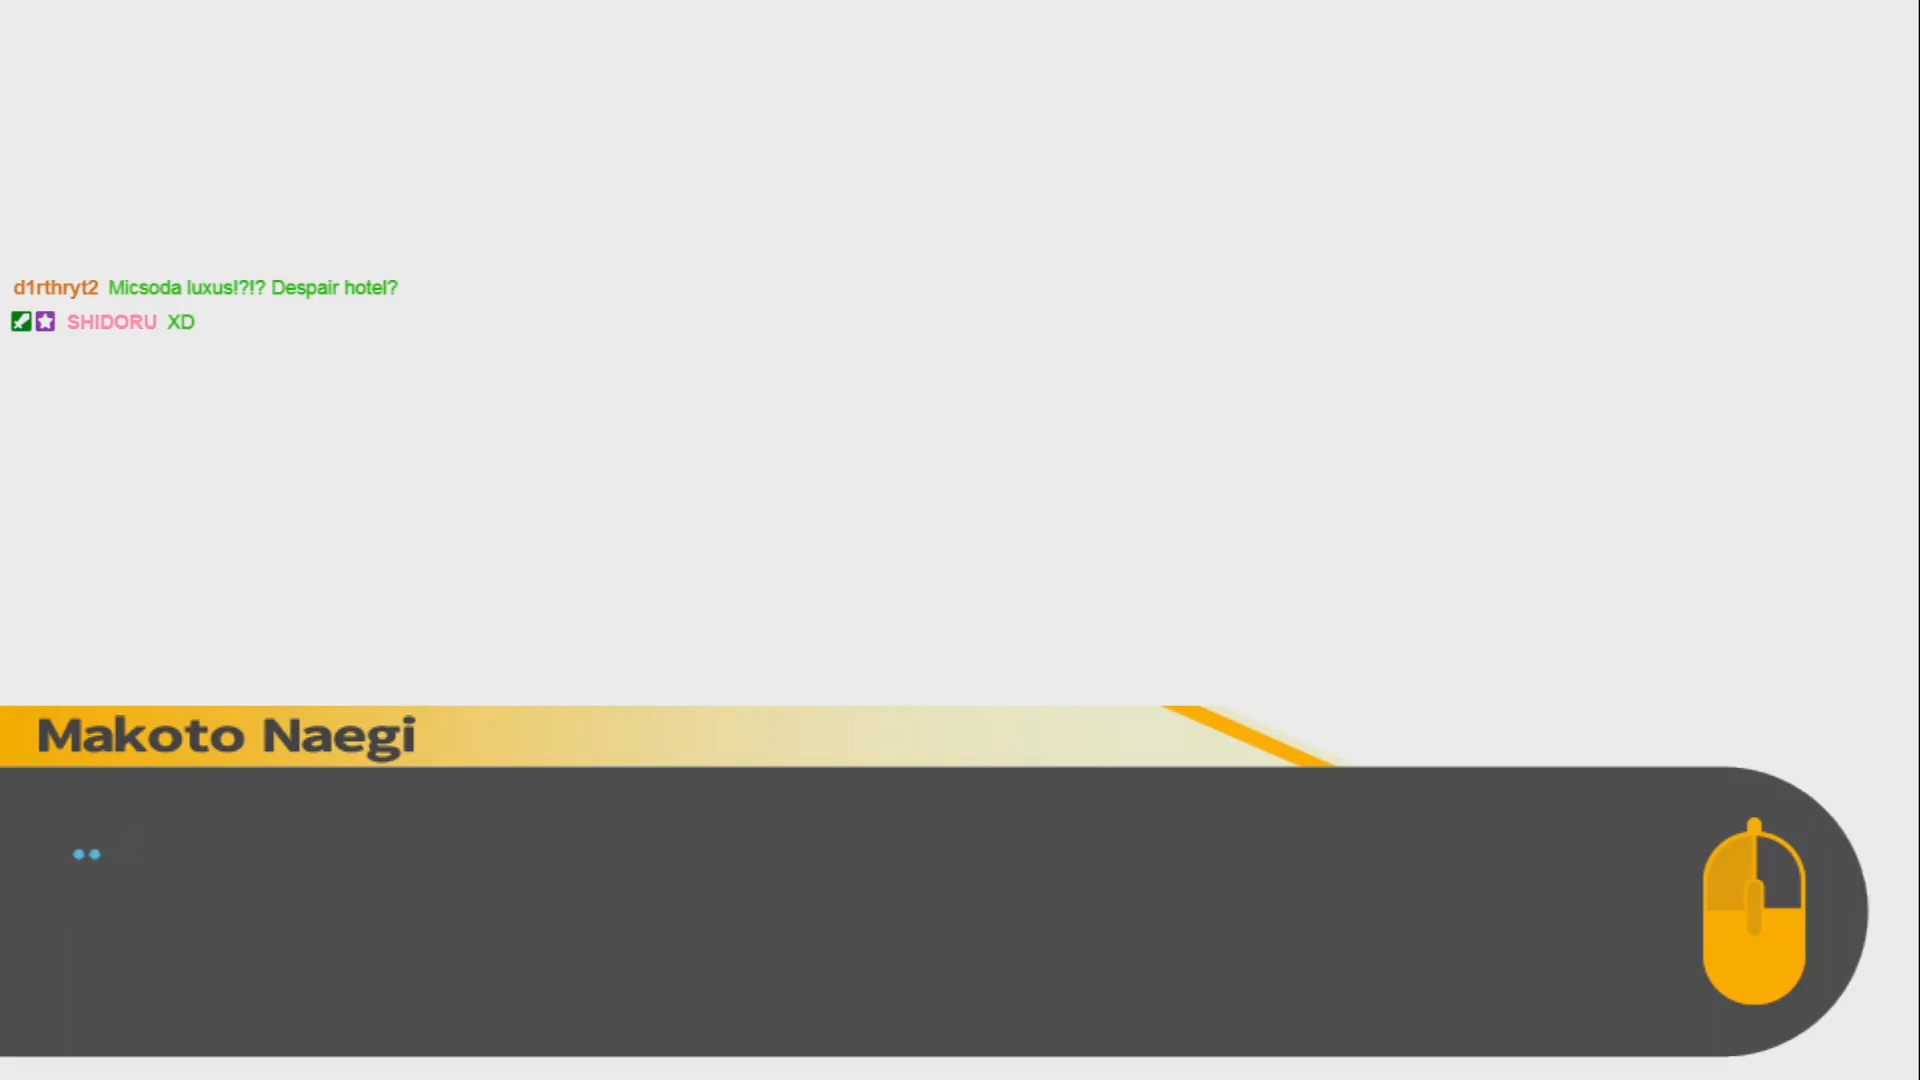 d1rthryt2 Micsoda luxus!?!? Despair hotel?
SHIDORU XD
Makoto Naegi
..